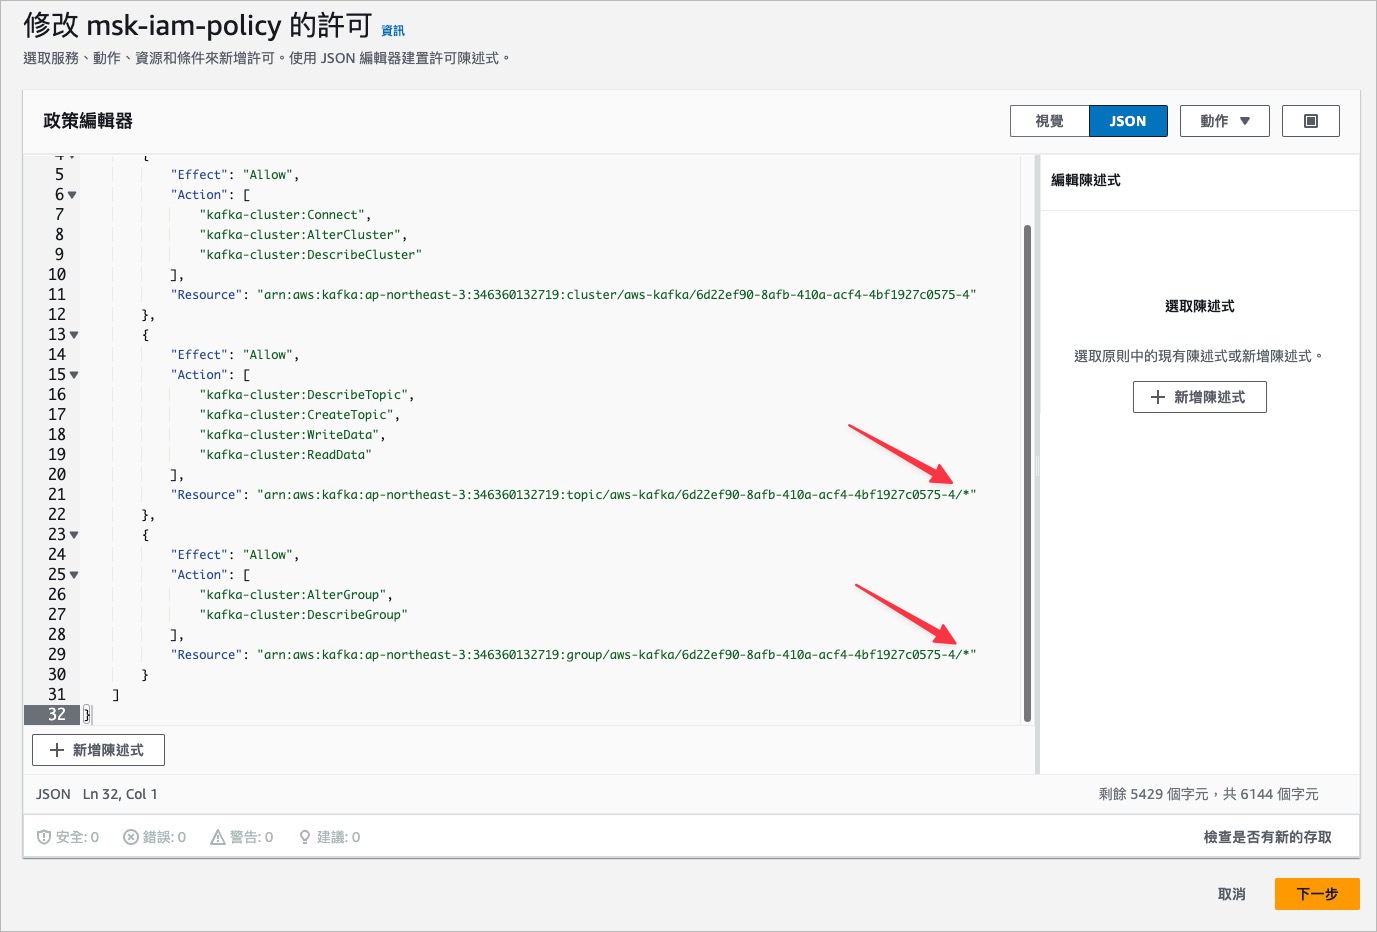 修改 msk-iam-policy 的許可 資訊
選取服務、動作、資源和條件來新增許可。使用 JSON 編輯器建置許可陳述式。
政策編輯器
視覺 JSON 動作
4 {
5 "Effect": "Allow",
6 "Action": [
7 "kafka-cluster:Connect",
8 "kafka-cluster:AlterCluster",
9 "kafka-cluster:DescribeCluster"
10 ],
11 "Resource": "arn:aws:kafka:ap-northeast-3:346360132719:cluster/aws-kafka/6d22ef90-8afb-410a-acf4-4bf1927c0575-4"
12 },
13 {
14 "Effect": "Allow",
15 "Action": [
16 "kafka-cluster:DescribeTopic",
17 "kafka-cluster:CreateTopic",
18 "kafka-cluster:WriteData",
19 "kafka-cluster:ReadData"
20 ],
21 "Resource": "arn:aws:kafka:ap-northeast-3:346360132719:topic/aws-kafka/6d22ef90-8afb-410a-acf4-4bf1927c0575-4/*"
22 },
23 {
24 "Effect": "Allow",
25 "Action": [
26 "kafka-cluster:AlterGroup",
27 "kafka-cluster:DescribeGroup"
28 ],
29 "Resource": "arn:aws:kafka:ap-northeast-3:346360132719:group/aws-kafka/6d22ef90-8afb-410a-acf4-4bf1927c0575-4/*"
30 }
31 ]
32 }
新增陳述式
編輯陳述式
選取陳述式
選取原則中的現有陳述式或新增陳述式。
新增陳述式
JSON Ln 32, Col 1
剩餘 5429 個字元，共 6144 個字元
安全: 0 錯誤: 0 警告: 0 建議: 0
檢查是否有新的存取
取消 下一步